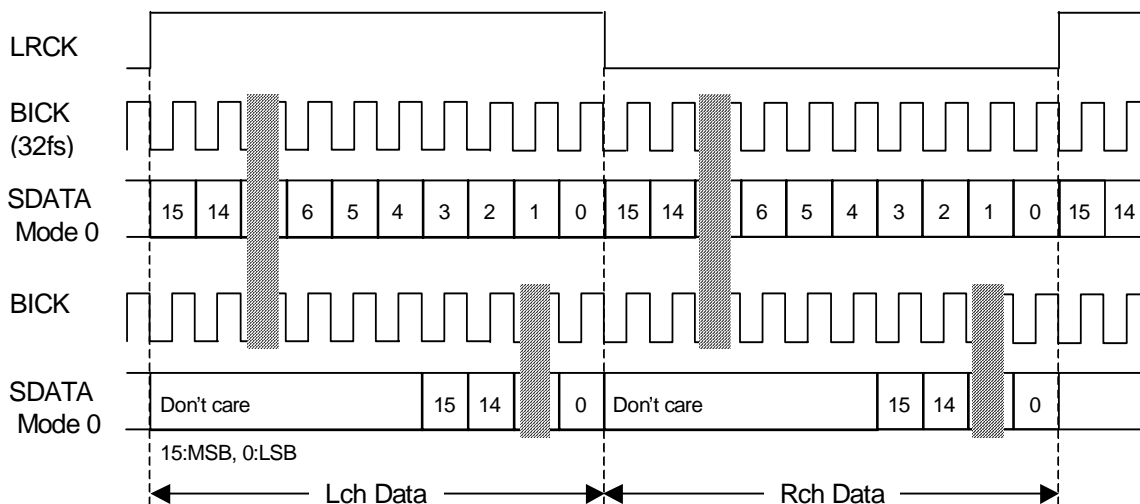 LRCK
BICK
(32fs)
SDATA
Mode 0
15 14 6 5 4 3 2 1 0 15 14 6 5 4 3 2 1 0 15 14
BICK
SDATA
Mode 0
Don't care 15 14 0 Don't care 15 14 0
15:MSB, 0:LSB
Lch Data Rch Data